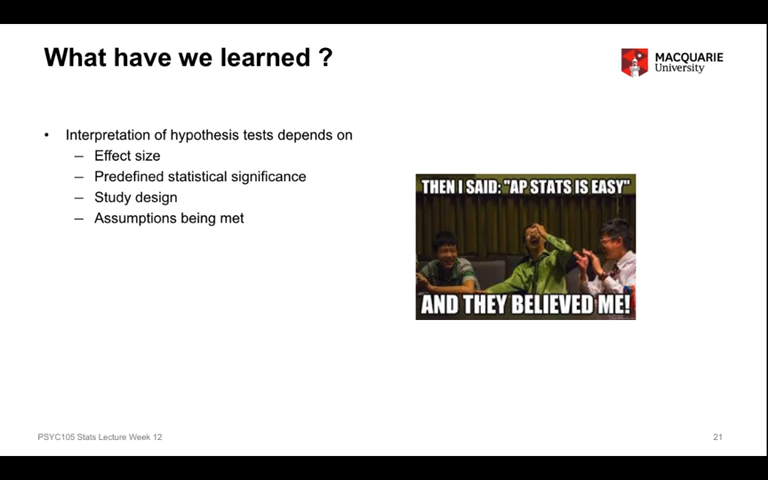 What have we learned ?
MACQUARIE
University
• Interpretation of hypothesis tests depends on
– Effect size
– Predefined statistical significance
– Study design
– Assumptions being met
THEN I SAID: "AP STATS IS EASY"
AND THEY BELIEVED ME!
PSYC105 Stats Lecture Week 12
21